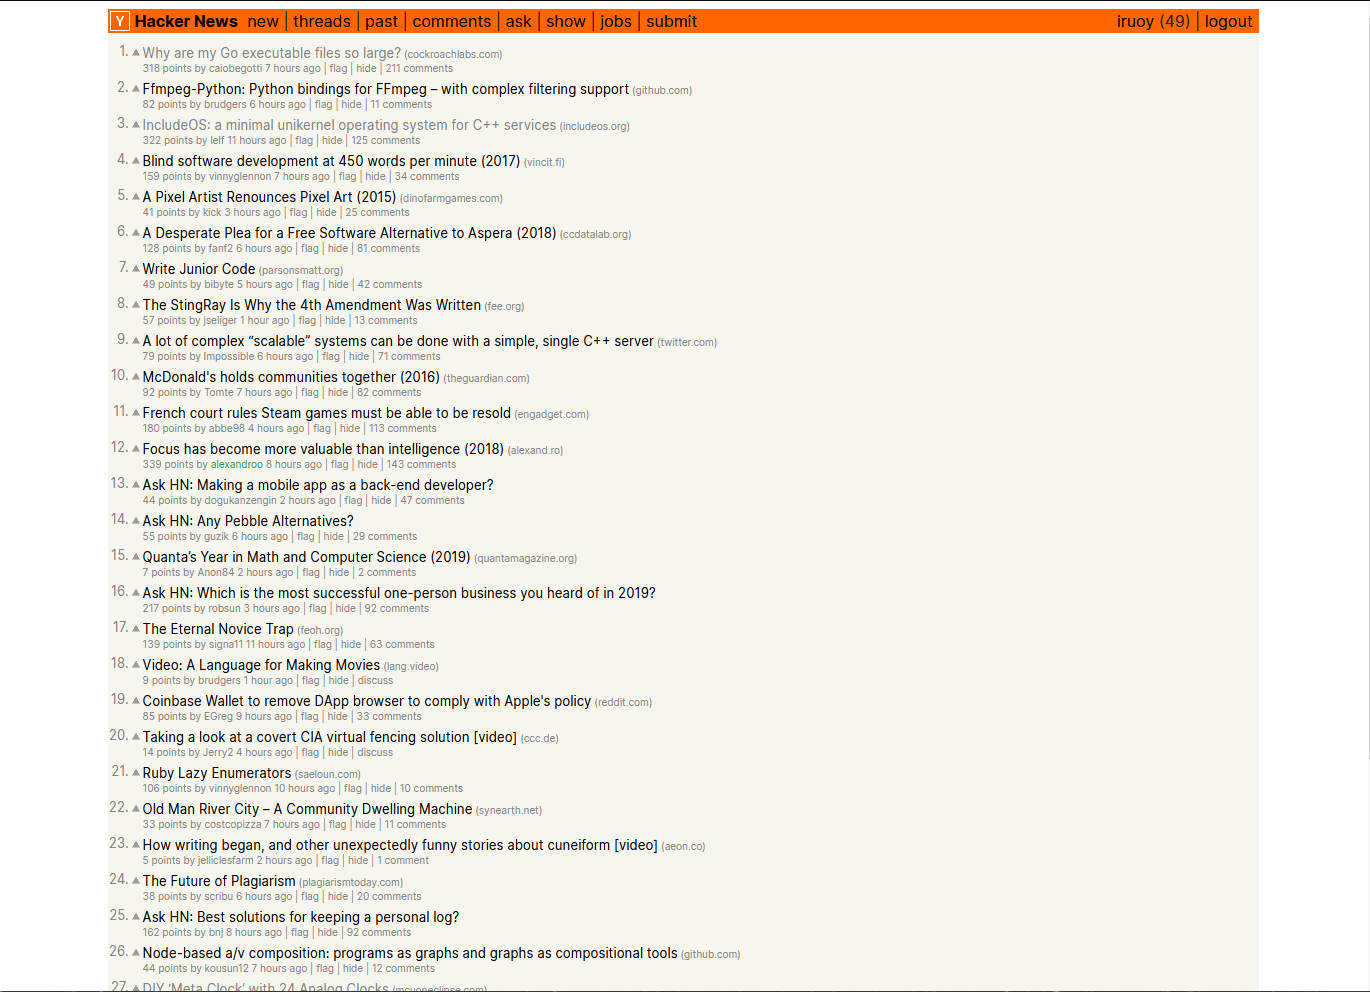 Y Hacker News new | threads | past | comments | ask | show | jobs | submit iruoy (49) | logout
1. ▲ Why are my Go executable files so large? (cockroachlabs.com)
318 points by caiobegotti 7 hours ago | flag | hide | 211 comments
2. ▲ Ffmpeg-Python: Python bindings for FFmpeg – with complex filtering support (github.com)
82 points by brudgers 6 hours ago | flag | hide | 11 comments
3. ▲ IncludeOS: a minimal unikernel operating system for C++ services (includeos.org)
322 points by lelf 11 hours ago | flag | hide | 125 comments
4. ▲ Blind software development at 450 words per minute (2017) (vincit.fi)
159 points by vinnyglennon 7 hours ago | flag | hide | 34 comments
5. ▲ A Pixel Artist Renounces Pixel Art (2015) (dinofarmgames.com)
41 points by kick 3 hours ago | flag | hide | 25 comments
6. ▲ A Desperate Plea for a Free Software Alternative to Aspera (2018) (ccdatalab.org)
128 points by fanf2 6 hours ago | flag | hide | 81 comments
7. ▲ Write Junior Code (parsonsmatt.org)
49 points by bibyte 5 hours ago | flag | hide | 42 comments
8. ▲ The StingRay Is Why the 4th Amendment Was Written (fee.org)
57 points by jseliger 1 hour ago | flag | hide | 13 comments
9. ▲ A lot of complex “scalable” systems can be done with a simple, single C++ server (twitter.com)
79 points by Impossible 6 hours ago | flag | hide | 71 comments
10. ▲ McDonald's holds communities together (2016) (theguardian.com)
92 points by Tomte 7 hours ago | flag | hide | 82 comments
11. ▲ French court rules Steam games must be able to be resold (engadget.com)
180 points by abbe98 4 hours ago | flag | hide | 113 comments
12. ▲ Focus has become more valuable than intelligence (2018) (alexand.ro)
339 points by alexandroo 8 hours ago | flag | hide | 143 comments
13. ▲ Ask HN: Making a mobile app as a back-end developer?
44 points by dogukanzengin 2 hours ago | flag | hide | 47 comments
14. ▲ Ask HN: Any Pebble Alternatives?
55 points by guzik 6 hours ago | flag | hide | 29 comments
15. ▲ Quanta’s Year in Math and Computer Science (2019) (quantamagazine.org)
7 points by Anon84 2 hours ago | flag | hide | 2 comments
16. ▲ Ask HN: Which is the most successful one-person business you heard of in 2019?
217 points by robsun 3 hours ago | flag | hide | 92 comments
17. ▲ The Eternal Novice Trap (feoh.org)
139 points by signa11 11 hours ago | flag | hide | 63 comments
18. ▲ Video: A Language for Making Movies (lang.video)
9 points by brudgers 1 hour ago | flag | hide | discuss
19. ▲ Coinbase Wallet to remove DApp browser to comply with Apple's policy (reddit.com)
85 points by EGreg 9 hours ago | flag | hide | 33 comments
20. ▲ Taking a look at a covert CIA virtual fencing solution [video] (ccc.de)
14 points by Jerry2 4 hours ago | flag | hide | discuss
21. ▲ Ruby Lazy Enumerators (saeloun.com)
106 points by vinnyglennon 10 hours ago | flag | hide | 10 comments
22. ▲ Old Man River City – A Community Dwelling Machine (synearth.net)
33 points by costcopizza 7 hours ago | flag | hide | 11 comments
23. ▲ How writing began, and other unexpectedly funny stories about cuneiform [video] (aeon.co)
5 points by jelliclesfarm 2 hours ago | flag | hide | 1 comment
24. ▲ The Future of Plagiarism (plagiarismtoday.com)
38 points by scribu 6 hours ago | flag | hide | 20 comments
25. ▲ Ask HN: Best solutions for keeping a personal log?
162 points by bnj 8 hours ago | flag | hide | 92 comments
26. ▲ Node-based a/v composition: programs as graphs and graphs as compositional tools (github.com)
44 points by kousun12 7 hours ago | flag | hide | 12 comments
27. ▲ DIY ‘Meta Clock’ with 24 Analog Clocks (mcuoneclipse.com)